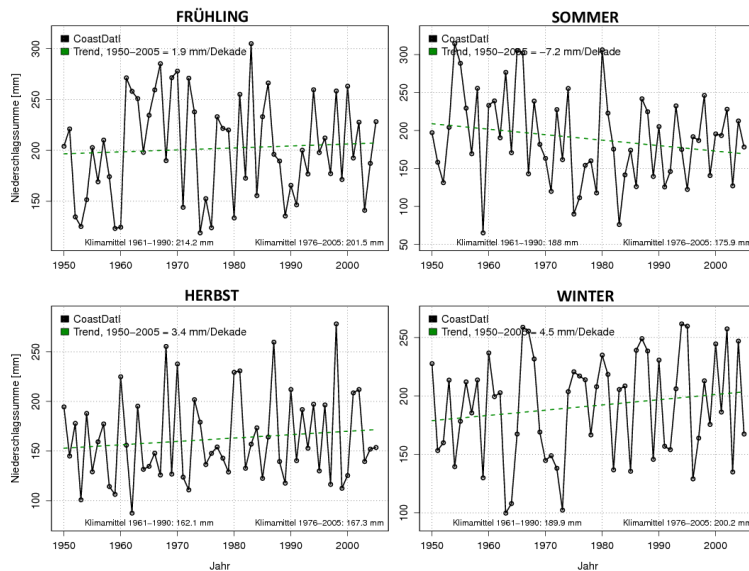 FRÜHLING
CoastDatI
Trend, 1950−2005 = 1.9 mm/Dekade
Niederschlagssumme [mm]
300
250
200
150
Klimamittel 1961−1990: 214.2 mm
Klimamittel 1976−2005: 201.5 mm
1950 1960 1970 1980 1990 2000
SOMMER
CoastDatI
Trend, 1950−2005 = −7.2 mm/Dekade
300
250
200
150
100
50
Klimamittel 1961−1990: 188 mm
Klimamittel 1976−2005: 175.9 mm
1950 1960 1970 1980 1990 2000
HERBST
CoastDatI
Trend, 1950−2005 = 3.4 mm/Dekade
Niederschlagssumme [mm]
250
200
150
100
Klimamittel 1961−1990: 162.1 mm
Klimamittel 1976−2005: 167.3 mm
1950 1960 1970 1980 1990 2000
Jahr
WINTER
CoastDatI
Trend, 1950−2005 = 4.5 mm/Dekade
250
200
150
100
Klimamittel 1961−1990: 189.9 mm
Klimamittel 1976−2005: 200.2 mm
1950 1960 1970 1980 1990 2000
Jahr